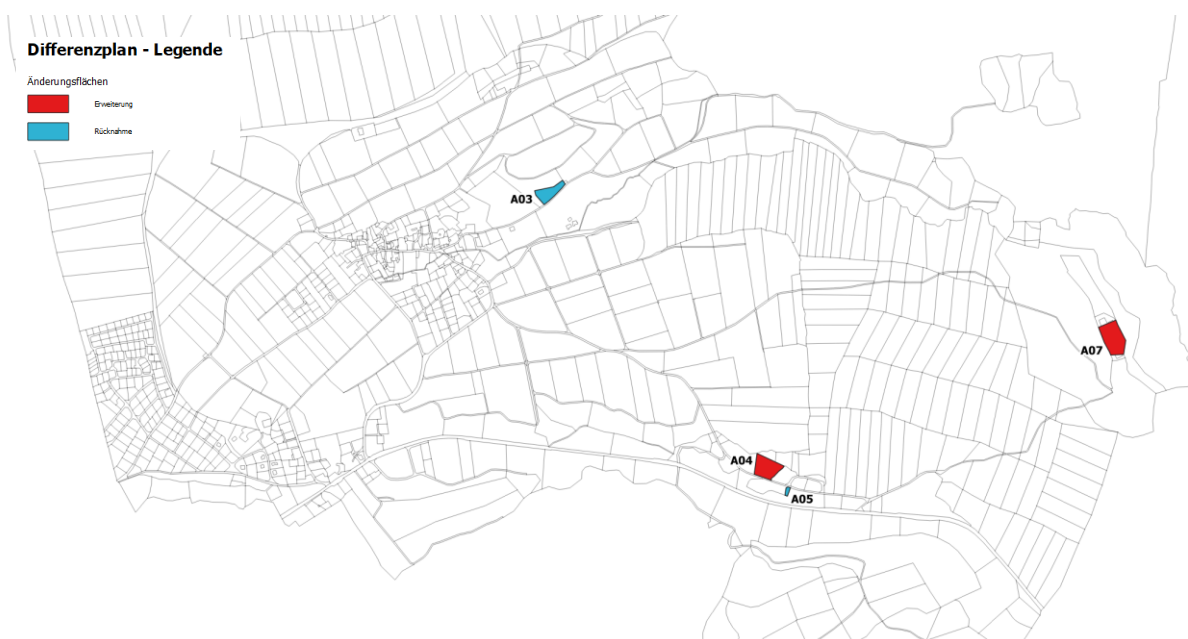 Differenzplan - Legende
Änderungsflächen
Erweiterung
Rücknahme
A03
A07
A04
A05